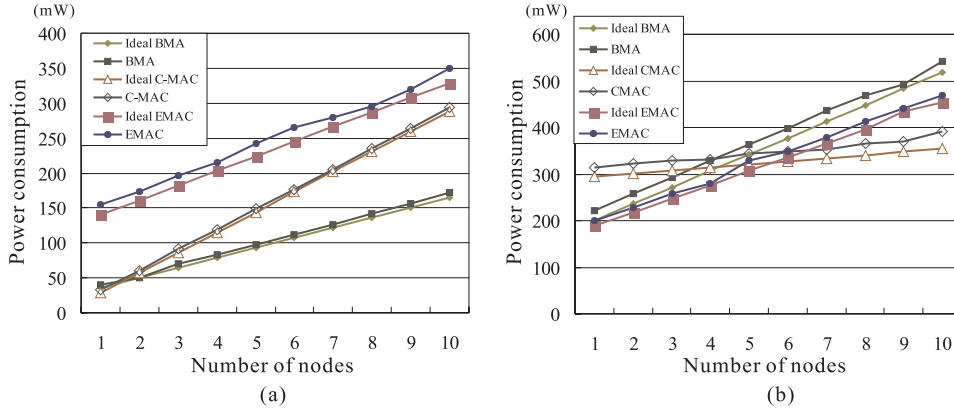 (mW)
400
350
300
250
200
150
100
50
0
Power consumption
Ideal BMA
BMA
Ideal C-MAC
C-MAC
Ideal EMAC
EMAC
1 2 3 4 5 6 7 8 9 10
Number of nodes
(a)
(mW)
600
500
400
300
200
100
0
Power consumption
Ideal BMA
BMA
Ideal CMAC
CMAC
Ideal EMAC
EMAC
1 2 3 4 5 6 7 8 9 10
Number of nodes
(b)